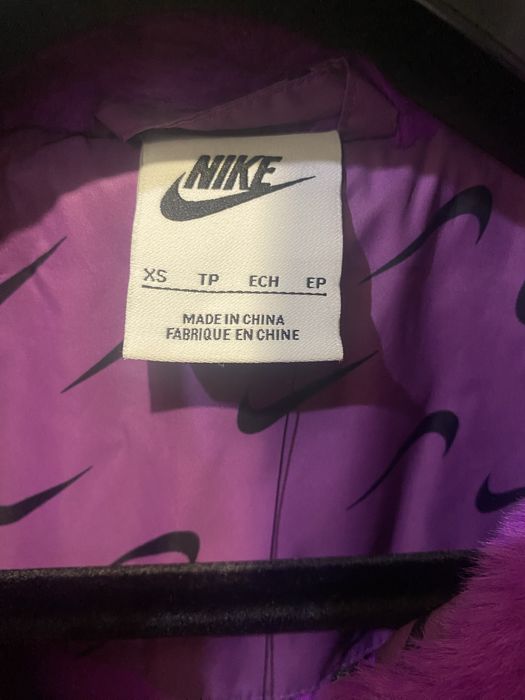 NIKE
XS TP ECH EP
MADE IN CHINA
FABRIQUE EN CHINE